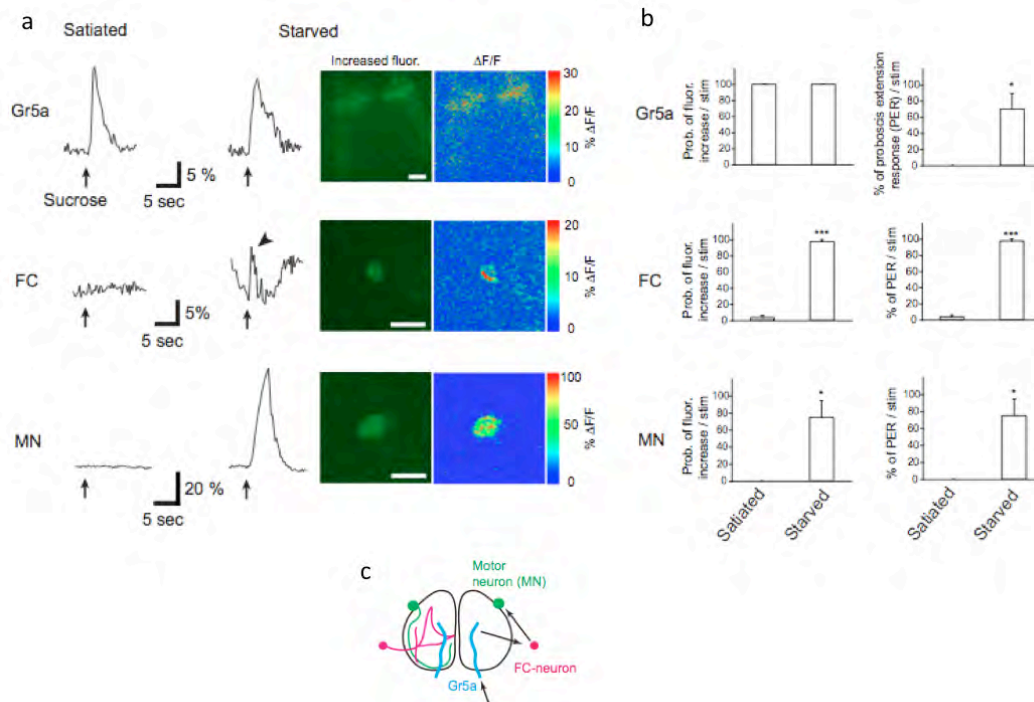 a
Satiated
Starved
Increased fluor.
ΔF/F
Gr5a
30
20
10
0
% ΔF/F
5 %
5 sec
Sucrose
FC
20
10
0
% ΔF/F
5%
5 sec
MN
100
50
0
% ΔF/F
20 %
5 sec
b
Gr5a
Prob. of fluor.
increase / stim
100
80
60
40
20
0
% of proboscis extension
response (PER) / stim
100
80
60
40
20
0
*
FC
Prob. of fluor.
increase / stim
100
80
60
40
20
0
***
% of PER / stim
100
80
60
40
20
0
***
MN
Prob. of fluor.
increase / stim
100
80
60
40
20
0
*
Satiated
Starved
% of PER / stim
100
80
60
40
20
0
*
Satiated
Starved
c
Motor
neuron (MN)
FC-neuron
Gr5a